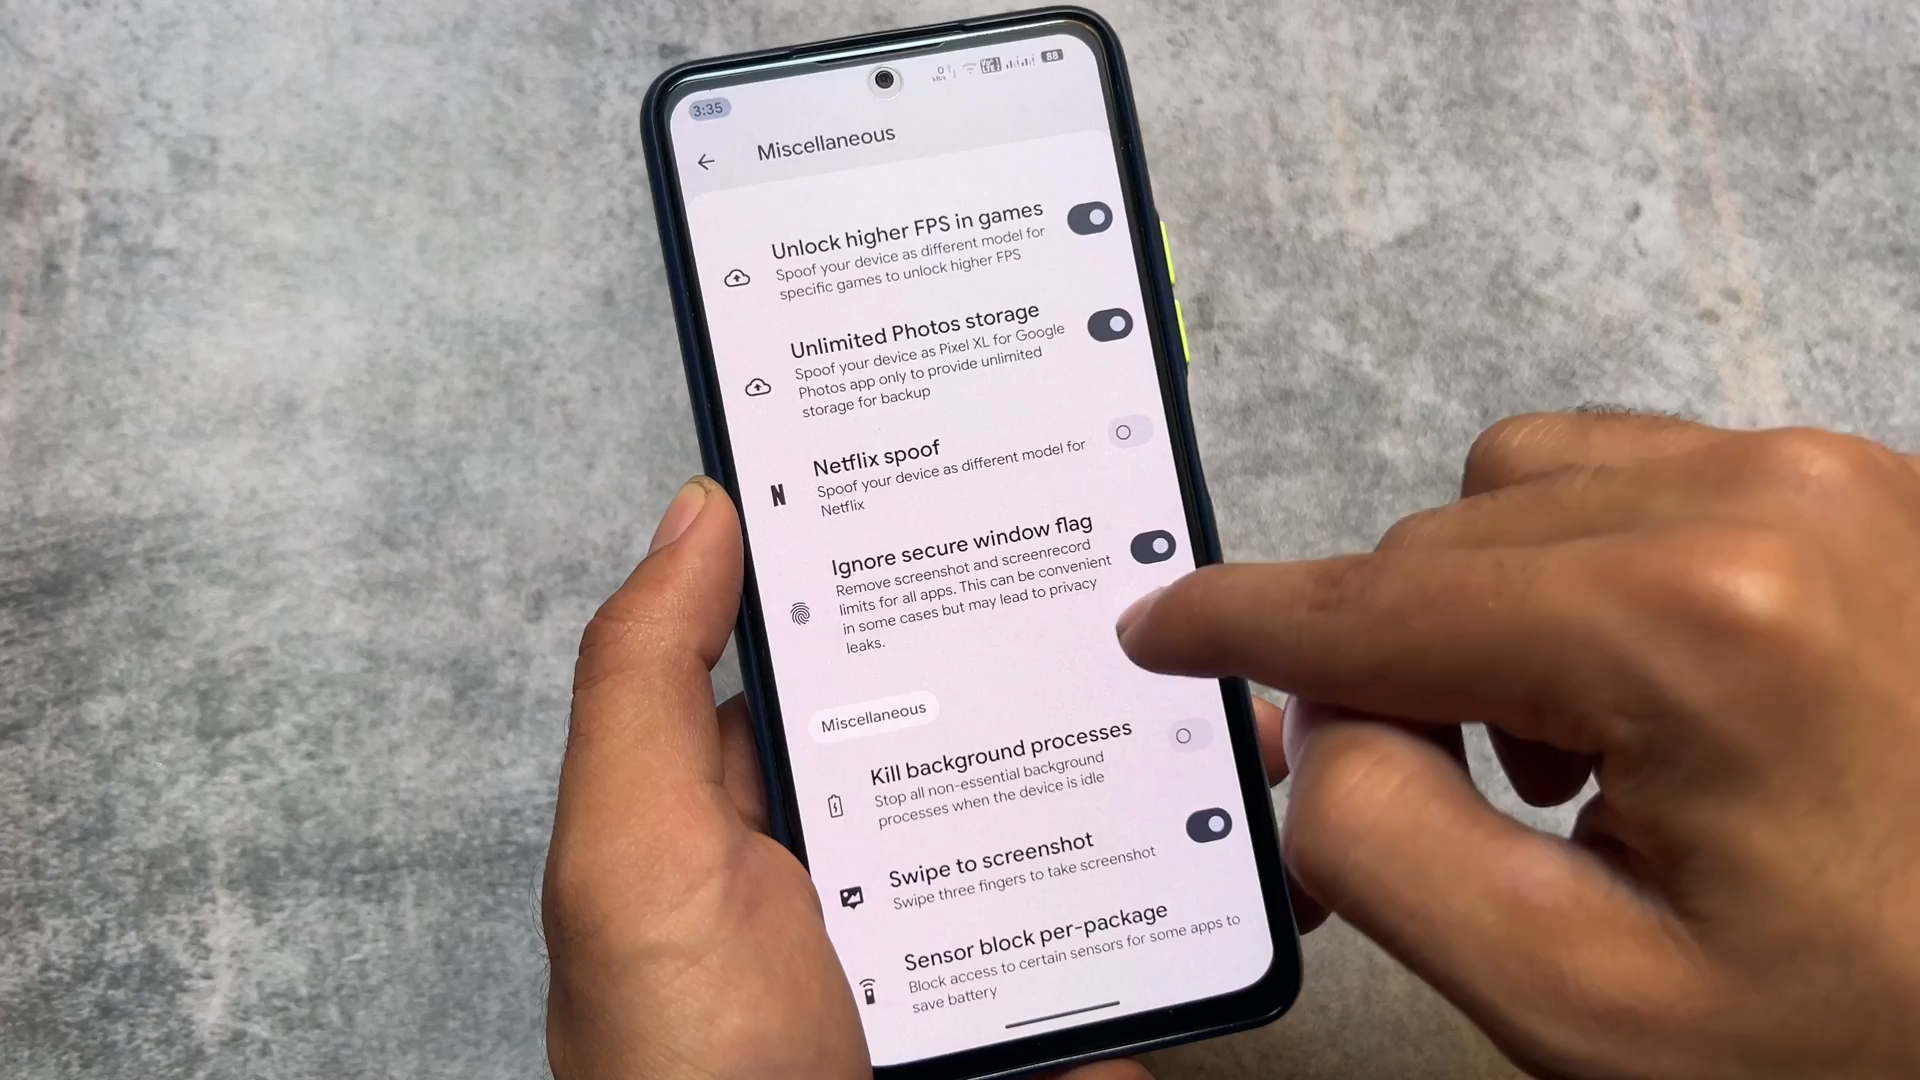 3:35
88
Miscellaneous
Unlock higher FPS in games
Spoof your device as different model for
specific games to unlock higher FPS
Unlimited Photos storage
Spoof your device as Pixel XL for Google
Photos app only to provide unlimited
storage for backup
N
Netflix spoof
Spoof your device as different model for
Netflix
Ignore secure window flag
Remove screenshot and screenrecord
limits for all apps. This can be convenient
in some cases but may lead to privacy
leaks.
Miscellaneous
Kill background processes
Stop all non-essential background
processes when the device is idle
Swipe to screenshot
Swipe three fingers to take screenshot
Sensor block per-package
Block access to certain sensors for some apps to
save battery